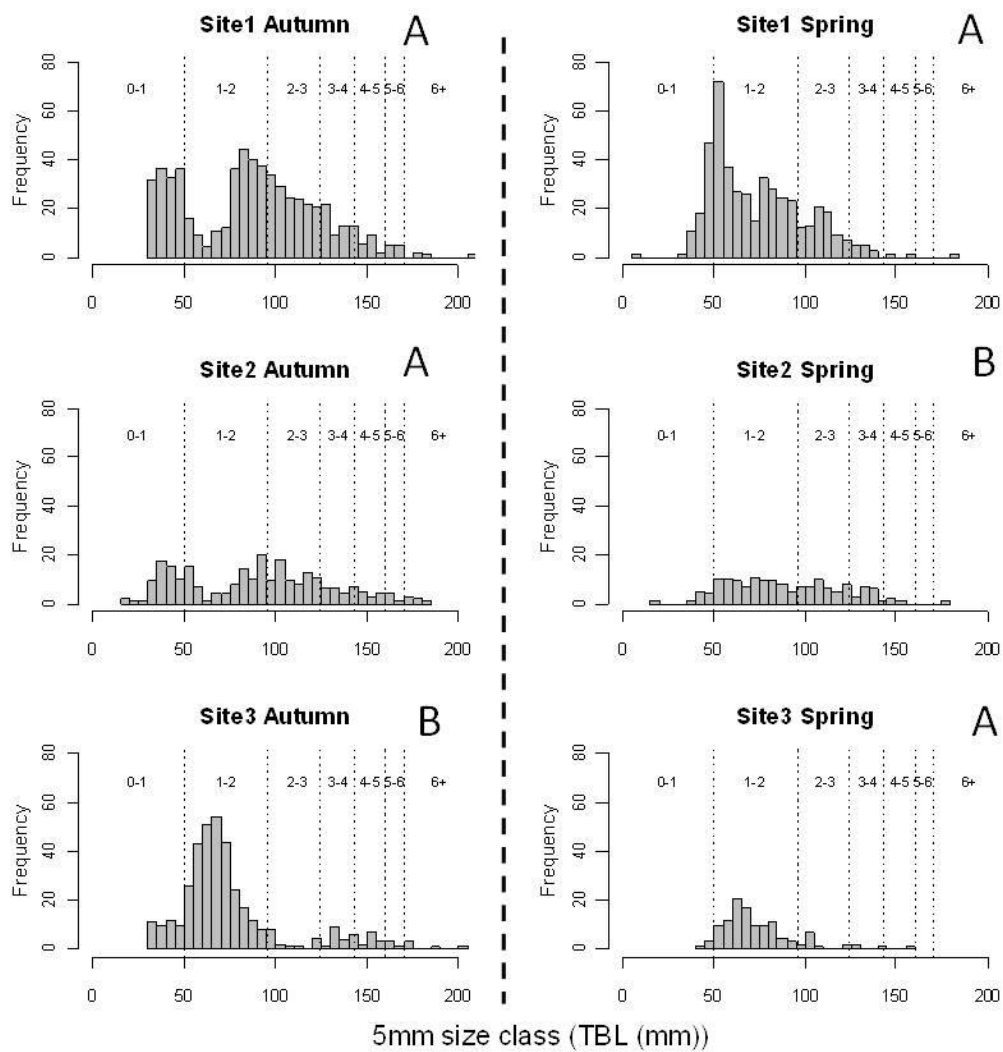 Site1 Autumn A
80
60
40
20
0
Frequency
0-1 1-2 2-3 3-4 4-5 5-6 6+
0 50 100 150 200
Site1 Spring A
80
60
40
20
0
Frequency
0-1 1-2 2-3 3-4 4-5 5-6 6+
0 50 100 150 200
Site2 Autumn A
80
60
40
20
0
Frequency
0-1 1-2 2-3 3-4 4-5 5-6 6+
0 50 100 150 200
Site2 Spring B
80
60
40
20
0
Frequency
0-1 1-2 2-3 3-4 4-5 5-6 6+
0 50 100 150 200
Site3 Autumn B
80
60
40
20
0
Frequency
0-1 1-2 2-3 3-4 4-5 5-6 6+
0 50 100 150 200
Site3 Spring A
80
60
40
20
0
Frequency
0-1 1-2 2-3 3-4 4-5 5-6 6+
0 50 100 150 200
5mm size class (TBL (mm))